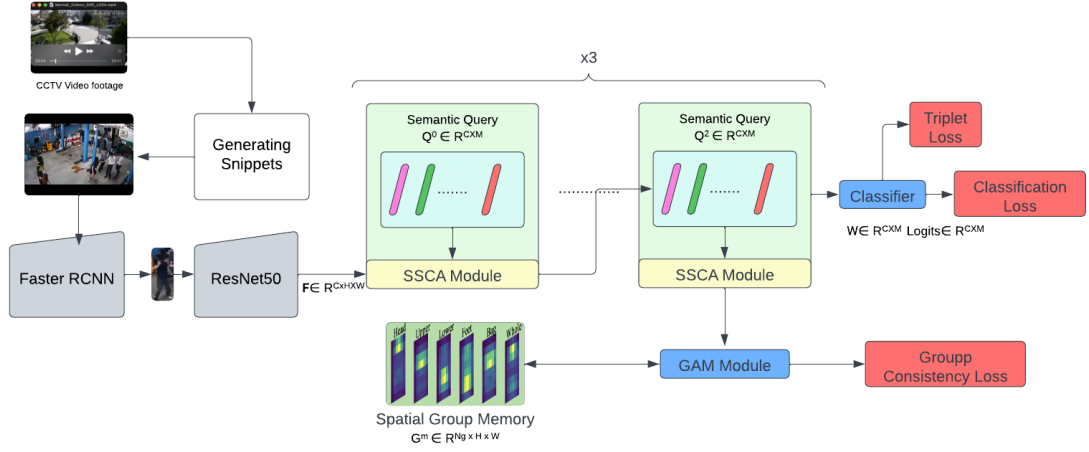 CCTV Video footage
Generating
Snippets
Faster RCNN
ResNet50
F∈ R^CxHXW
x3
Semantic Query
Q^0 ∈ R^CXM
.......
SSCA Module
................
Semantic Query
Q^2 ∈ R^CXM
.......
SSCA Module
Classifier
W∈ R^CXM Logits∈ R^CXM
Triplet
Loss
Classification
Loss
Head
Upper
Lower
Foot
Bag
Whole
Spatial Group Memory
G^m ∈ R^Ng x H x W
GAM Module
Groupp
Consistency Loss